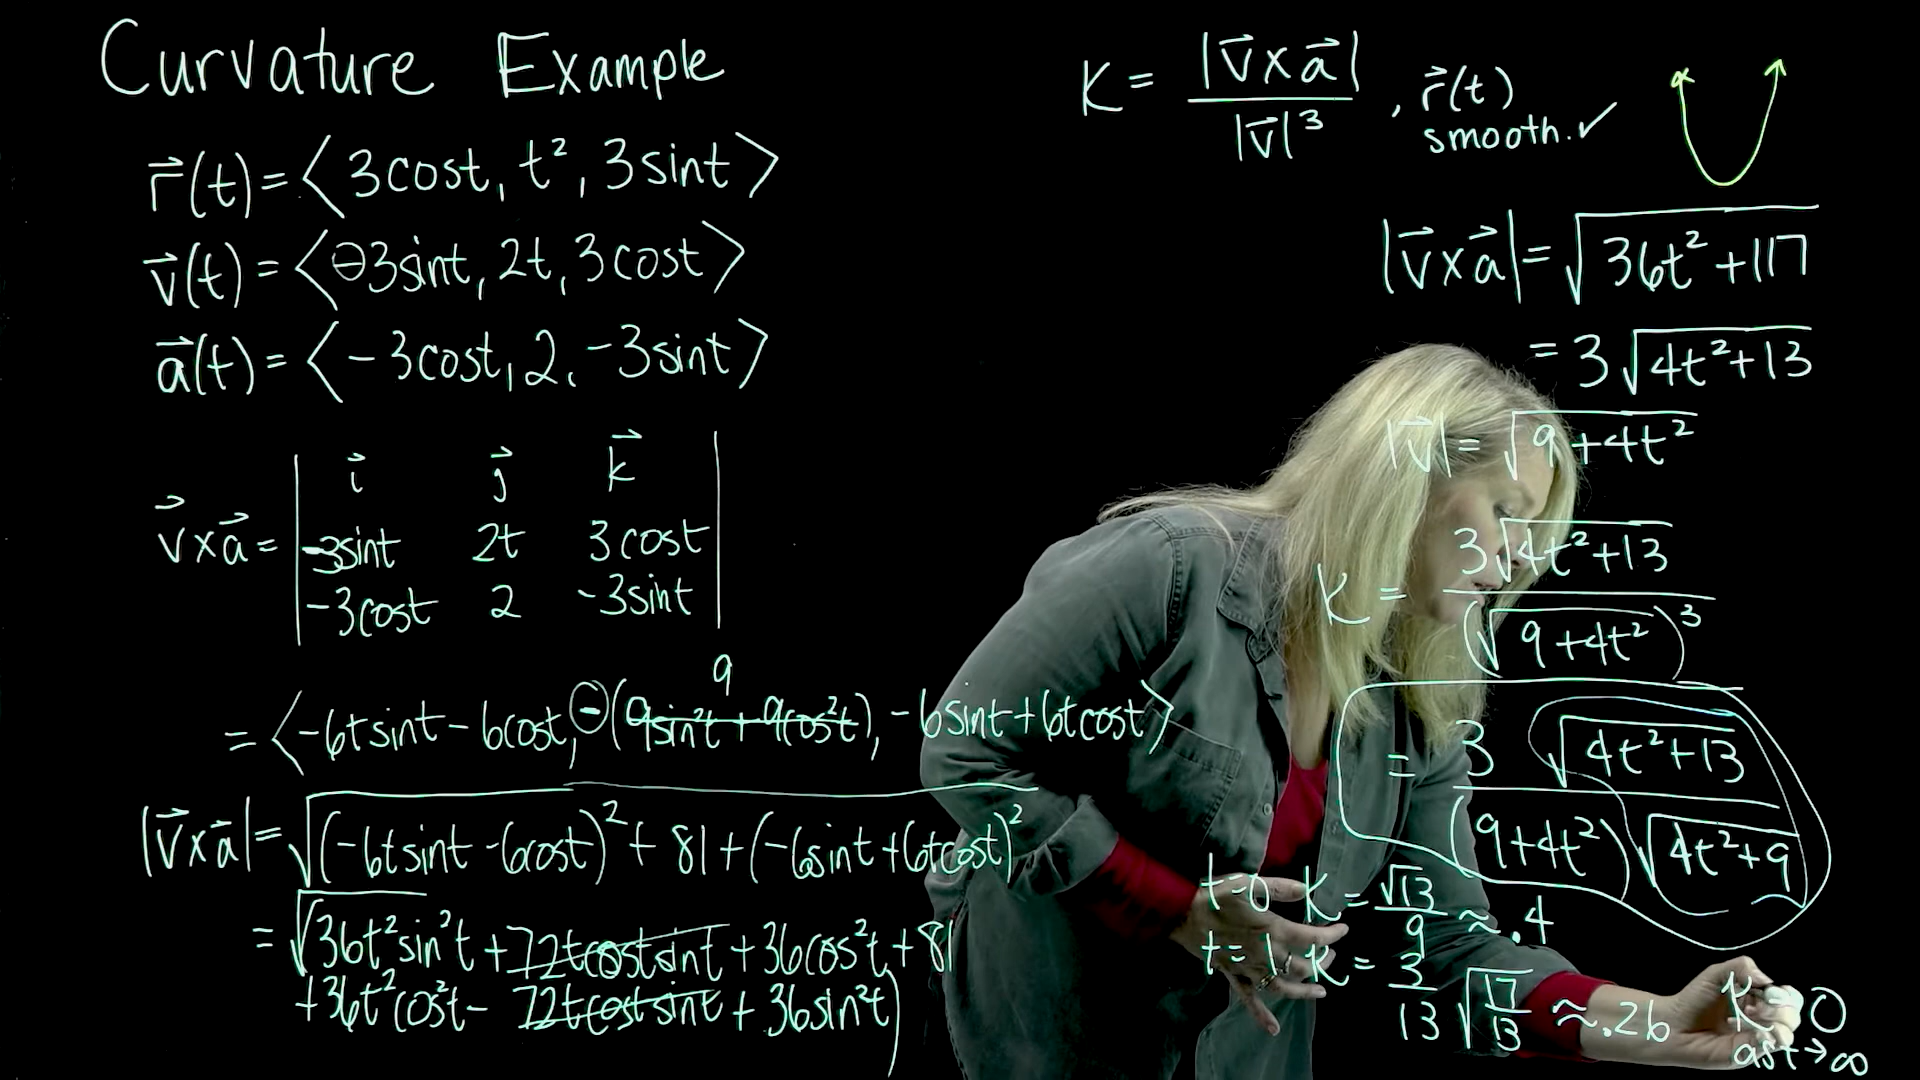 Curvature Example
r⃗(t) = ⟨3cost, t², 3sint⟩
v⃗(t) = ⟨-3sint, 2t, 3cost⟩
a⃗(t) = ⟨-3cost, 2, -3sint⟩
v⃗ x a⃗ = | i⃗ j⃗ k⃗ |
| -3sint 2t 3cost |
| -3cost 2 -3sint |
9
= ⟨-6tsint - 6cost, -(9sin²t + 9cos²t), -6sint + 6tcost⟩
|v⃗ x a⃗| = √((-6tsint - 6cost)² + 81 + (-6sint + 6tcost)²
= √36t²sin²t + 72tcostsint + 36cos²t + 81
+ 36t²cos²t - 72tcostsint + 36sin²t)
K = |v⃗ x a⃗| / |v⃗|³ , r⃗(t)
smooth. ✓
|v⃗ x a⃗| = √(36t² + 117)
= 3√(4t² + 13)
|v⃗| = √(9 + 4t²)
K = 3√(4t² + 13) / (√(9 + 4t²))³
= 3 √(4t² + 13) / (9 + 4t²) √(4t² + 9)
t=0 K = √13 / 9 ≈ .4
t=1, K = 3/13 √(17/13) ≈ .26
K → 0
as t → ∞